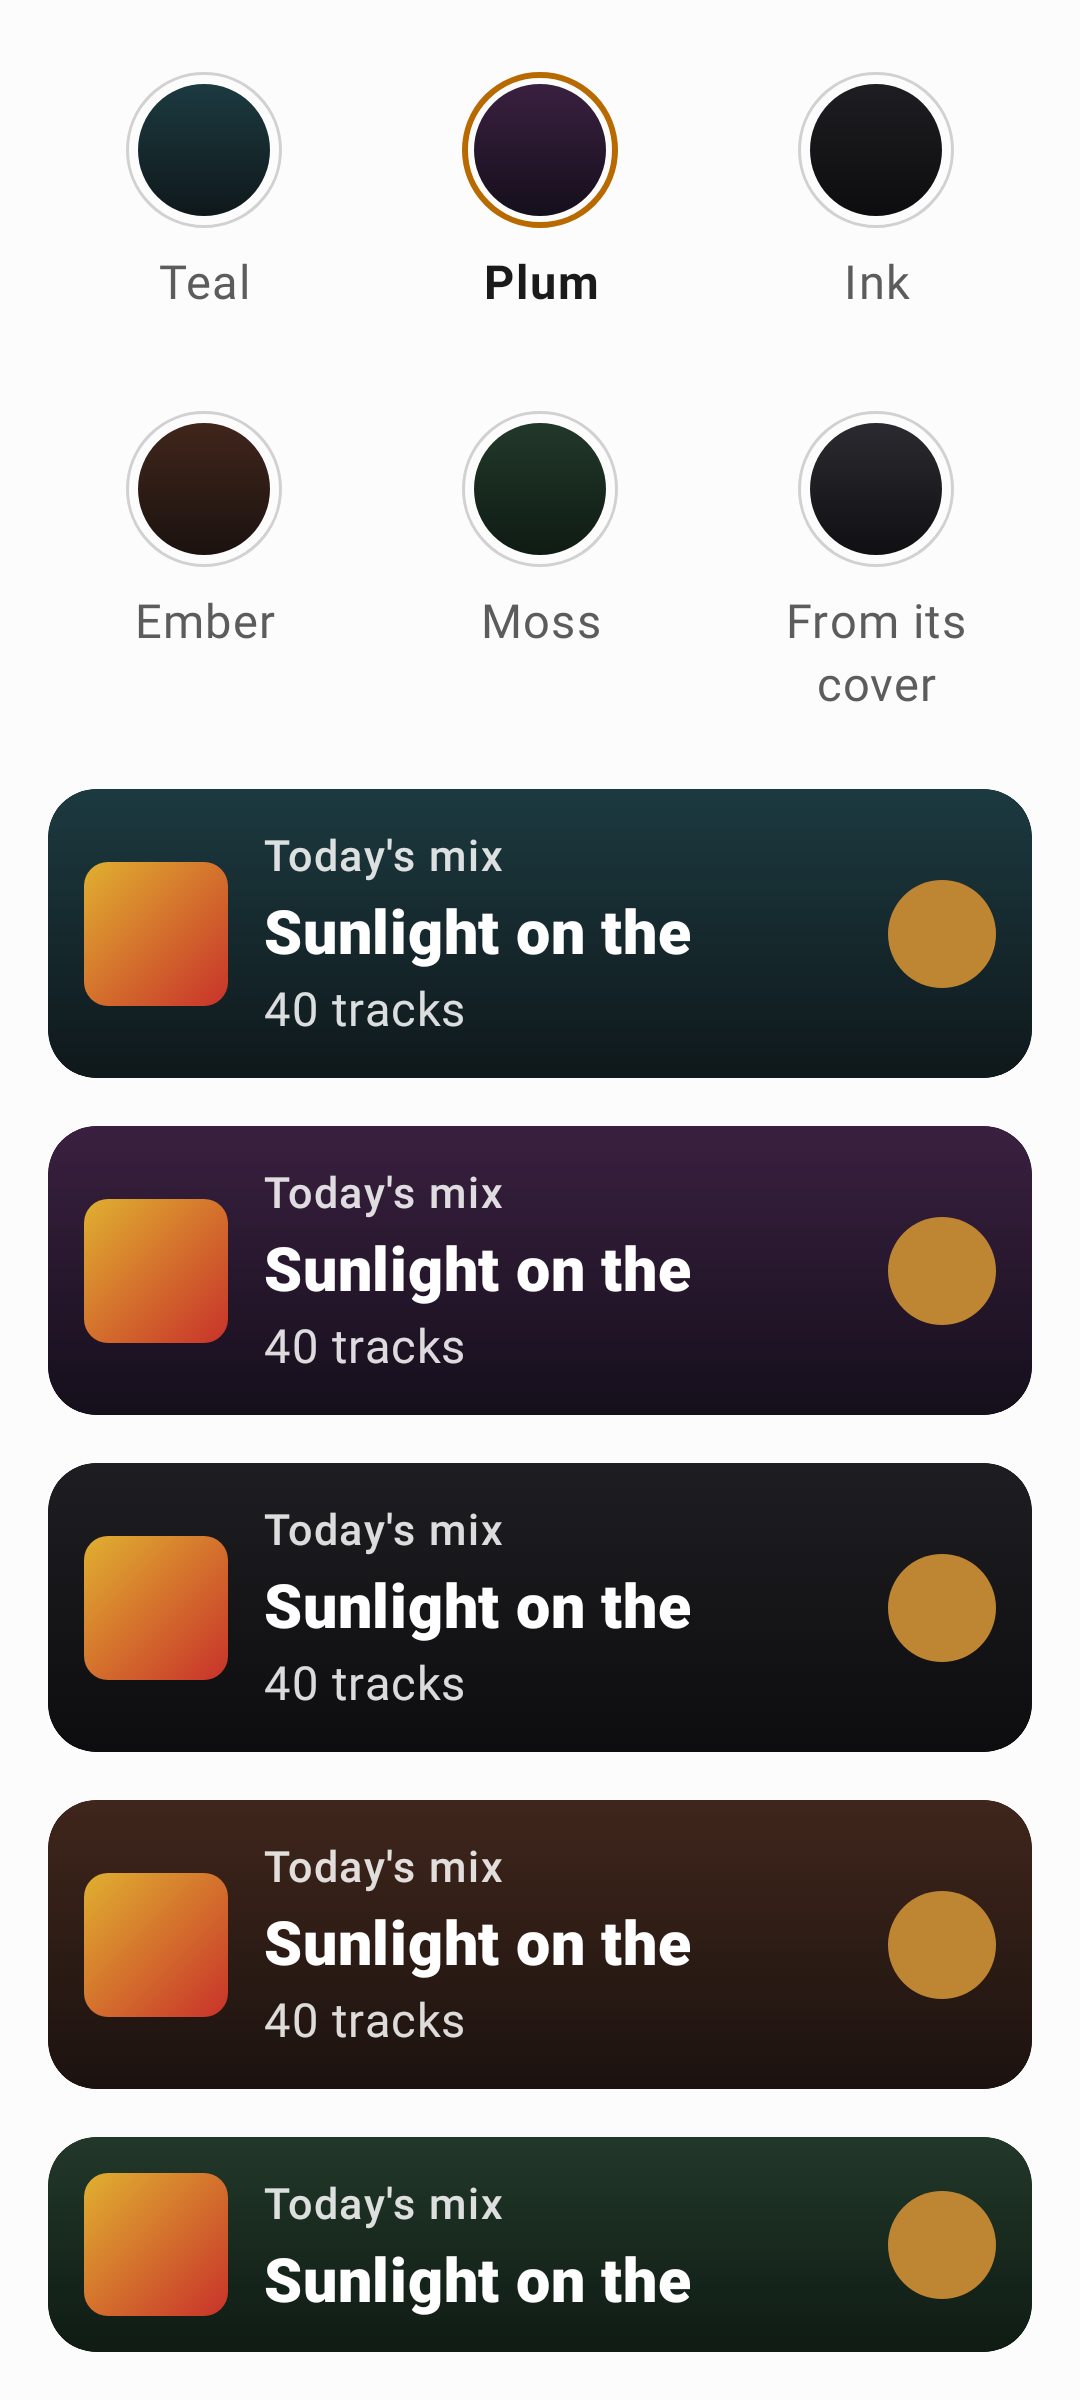 Teal
Plum
Ink
Ember
Moss
From its
cover
Today's mix
Sunlight on the
40 tracks
Today's mix
Sunlight on the
40 tracks
Today's mix
Sunlight on the
40 tracks
Today's mix
Sunlight on the
40 tracks
Today's mix
Sunlight on the